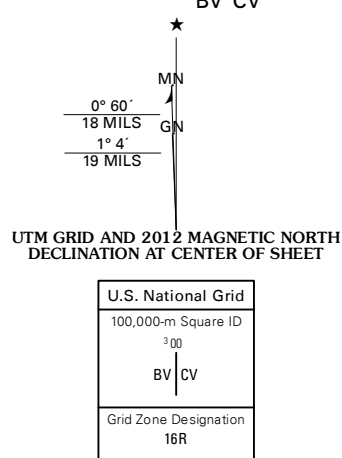 BV CV
★
MN
0° 60´
18 MILS
GN
1° 4´
19 MILS
UTM GRID AND 2012 MAGNETIC NORTH
DECLINATION AT CENTER OF SHEET
U.S. National Grid
100,000-m Square ID
³00
BV CV
Grid Zone Designation
16R